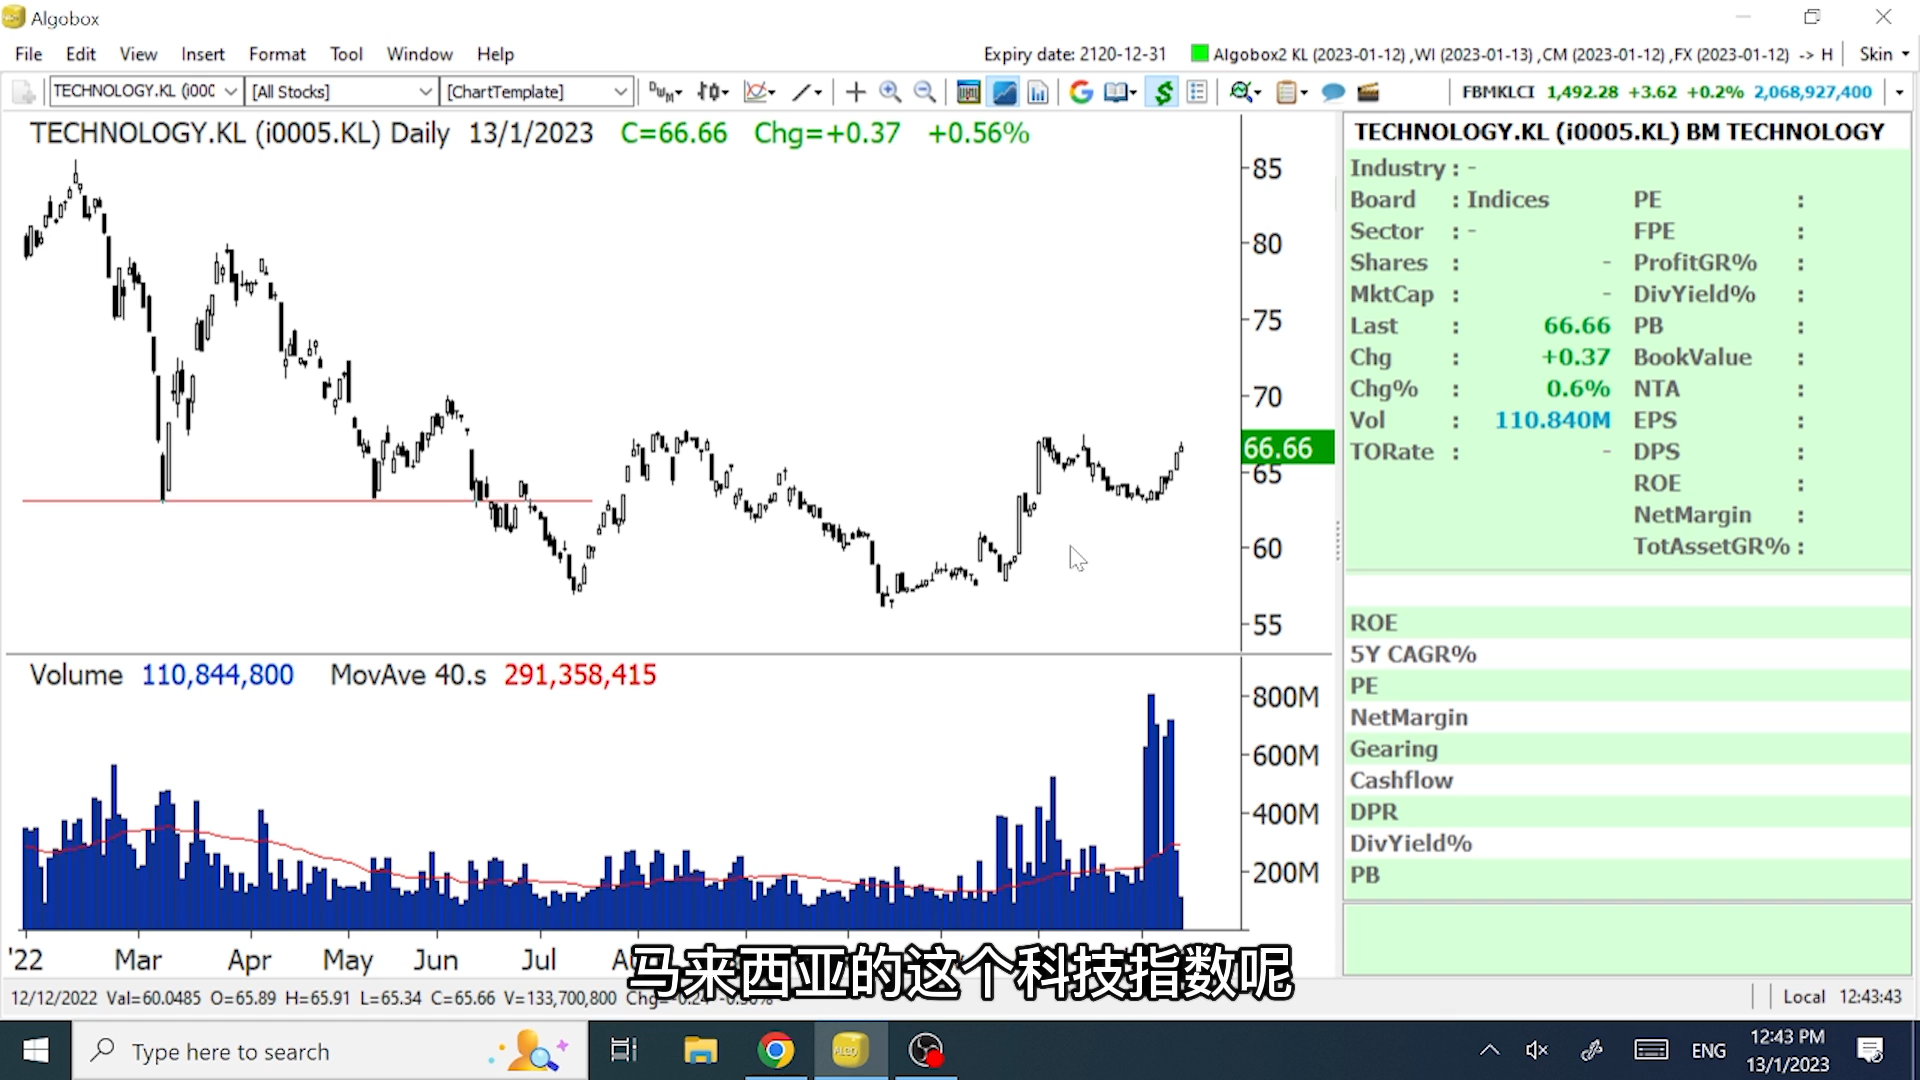 Algobox
File Edit View Insert Format Tool Window Help Expiry date: 2120-12-31 Algobox2 KL (2023-01-12) ,WI (2023-01-13) ,CM (2023-01-12) ,FX (2023-01-12) -> H Skin
TECHNOLOGY.KL (i000 [All Stocks] [ChartTemplate] FBMKLCI 1,492.28 +3.62 +0.2% 2,068,927,400
TECHNOLOGY.KL (i0005.KL) Daily 13/1/2023 C=66.66 Chg=+0.37 +0.56%
85
80
75
70
66.66
65
60
55
Volume 110,844,800 MovAve 40.s 291,358,415
800M
600M
400M
200M
'22 Mar Apr May Jun Jul
马来西亚的这个科技指数呢
TECHNOLOGY.KL (i0005.KL) BM TECHNOLOGY
Industry : -
Board : Indices PE :
Sector : - FPE :
Shares : - ProfitGR% :
MktCap : - DivYield% :
Last : 66.66 PB :
Chg : +0.37 BookValue :
Chg% : 0.6% NTA :
Vol : 110.840M EPS :
TORate : - DPS :
ROE :
NetMargin :
TotAssetGR% :
ROE
5Y CAGR%
PE
NetMargin
Gearing
Cashflow
DPR
DivYield%
PB
12/12/2022 Val=60.0485 O=65.89 H=65.91 L=65.34 C=65.66 V=133,700,800 Local 12:43:43
Type here to search ALGO ENG 12:43 PM
13/1/2023